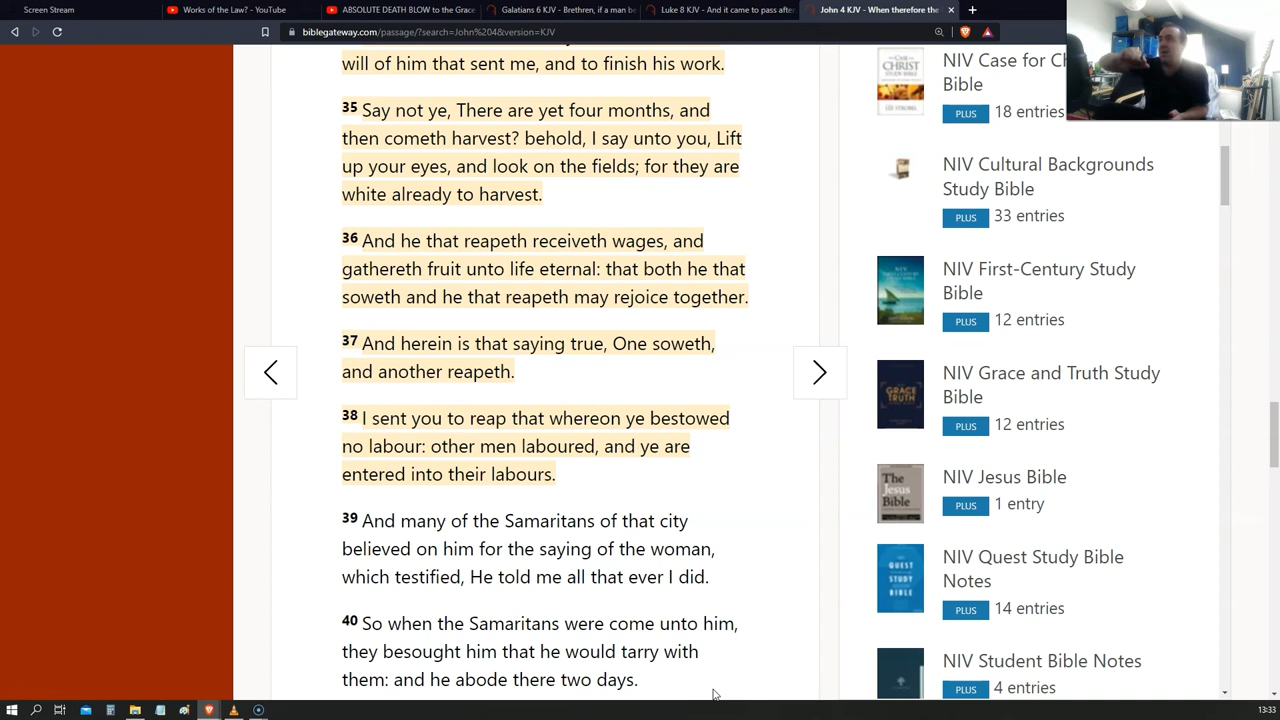 Screen Stream
Works of the Law? - YouTube
ABSOLUTE DEATH BLOW to the Grace
Galatians 6 KJV - Brethren, if a man be
Luke 8 KJV - And it came to pass after
John 4 KJV - When therefore the
biblegateway.com/passage/?search=John%204&version=KJV
will of him that sent me, and to finish his work.
35 Say not ye, There are yet four months, and
then cometh harvest? behold, I say unto you, Lift
up your eyes, and look on the fields; for they are
white already to harvest.
36 And he that reapeth receiveth wages, and
gathereth fruit unto life eternal: that both he that
soweth and he that reapeth may rejoice together.
37 And herein is that saying true, One soweth,
and another reapeth.
38 I sent you to reap that whereon ye bestowed
no labour: other men laboured, and ye are
entered into their labours.
39 And many of the Samaritans of that city
believed on him for the saying of the woman,
which testified, He told me all that ever I did.
40 So when the Samaritans were come unto him,
they besought him that he would tarry with
them: and he abode there two days.
NIV Case for Ch
Bible
PLUS 18 entries
NIV Cultural Backgrounds
Study Bible
PLUS 33 entries
NIV First-Century Study
Bible
PLUS 12 entries
GRACE
TRUTH
NIV Grace and Truth Study
Bible
PLUS 12 entries
The
Jesus
Bible
NIV Jesus Bible
PLUS 1 entry
QUEST
STUDY
BIBLE
NIV Quest Study Bible
Notes
PLUS 14 entries
NIV Student Bible Notes
PLUS 4 entries
13:33